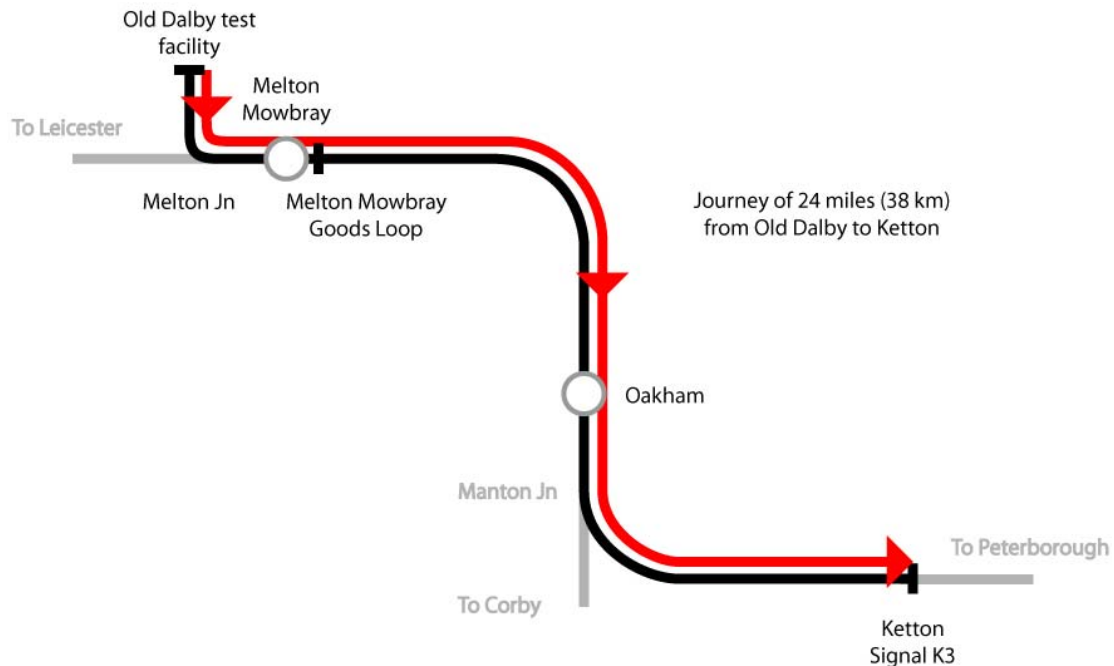 Old Dalby test
facility
Melton
Mowbray
To Leicester
Melton Jn
Melton Mowbray
Goods Loop
Journey of 24 miles (38 km)
from Old Dalby to Ketton
Oakham
Manton Jn
To Peterborough
To Corby
Ketton
Signal K3